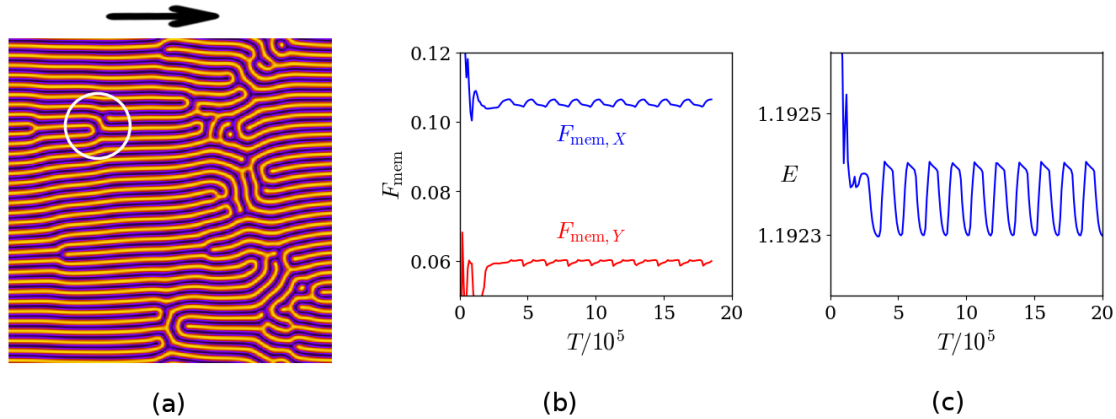 0.12
0.10
0.08
0.06
F_mem
F_mem, X
F_mem, Y
0 5 10 15 20
T/10^5
1.1925
E
1.1923
0 5 10 15 20
T/10^5
(a) (b) (c)